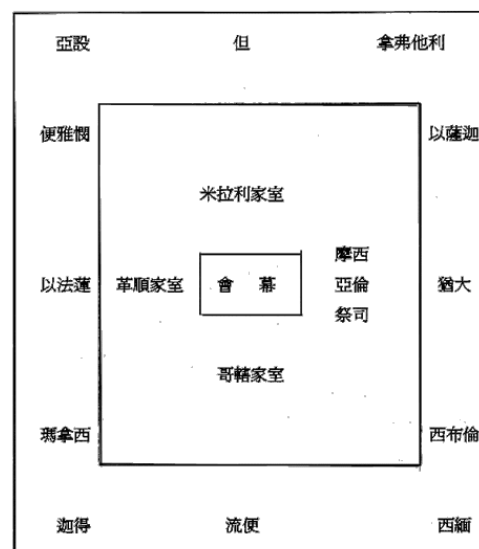 亞設 但 拿弗他利
便雅憫 以薩迦
米拉利家室
摩西
以法蓮 革順家室 會幕 亞倫 猶大
祭司
哥轄家室
瑪拿西 西布倫
迦得 流便 西緬